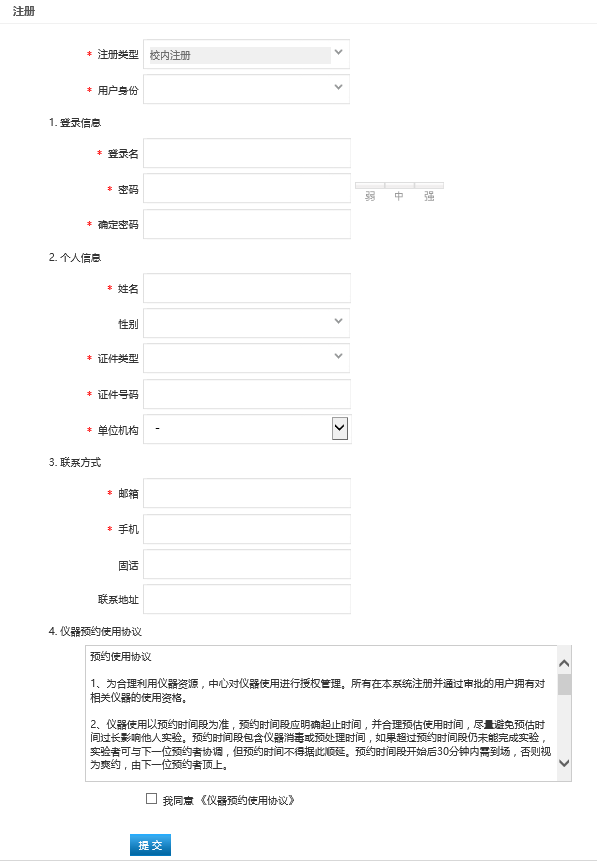 注册
* 注册类型 校内注册
* 用户身份
1. 登录信息
* 登录名
* 密码
弱 中 强
* 确定密码
2. 个人信息
* 姓名
性别
* 证件类型
* 证件号码
* 单位机构 -
3. 联系方式
* 邮箱
* 手机
固话
联系地址
4. 仪器预约使用协议
预约使用协议
1、为合理利用仪器资源，中心对仪器使用进行授权管理。所有在本系统注册并通过审批的用户拥有对
相关仪器的使用资格。
2、仪器使用以预约时间段为准，预约时间段应明确起止时间，并合理预估使用时间，尽量避免预估时
间过长影响他人实验。预约时间段包含仪器消毒或预处理时间，如果超过预约时间段仍未能完成实验，
实验者可与下一位预约者协调，但预约时间不得据此顺延。预约时间段开始后30分钟内需到场，否则视
为爽约，由下一位预约者顶上。
我同意 《仪器预约使用协议》
提 交